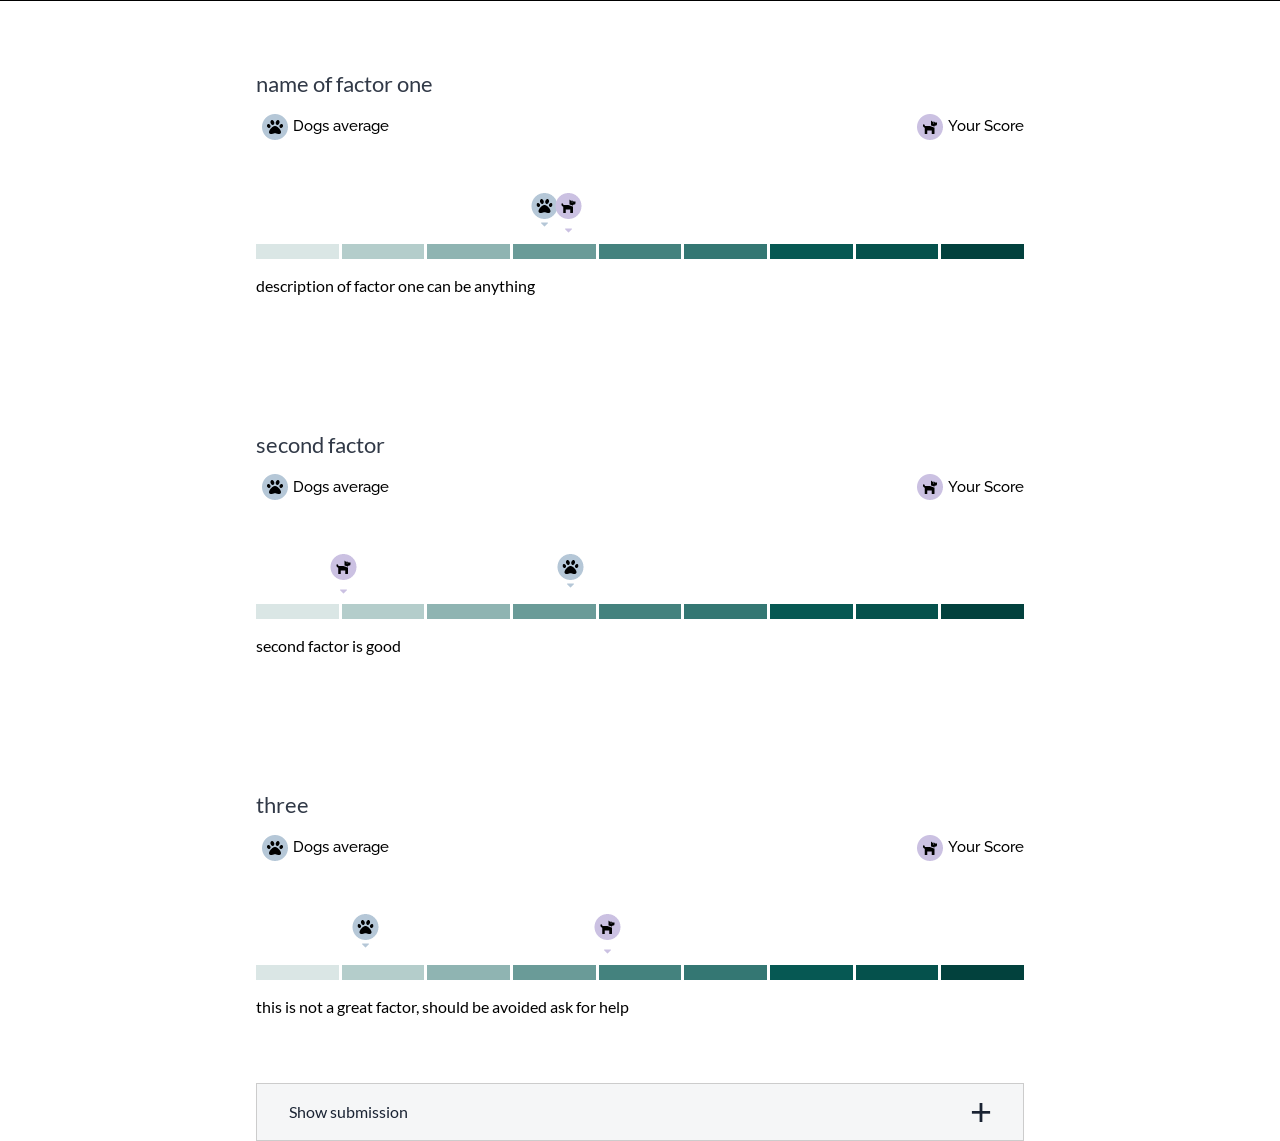 name of factor one
Dogs average
Your Score
description of factor one can be anything
second factor
Dogs average
Your Score
second factor is good
three
Dogs average
Your Score
this is not a great factor, should be avoided ask for help
Show submission